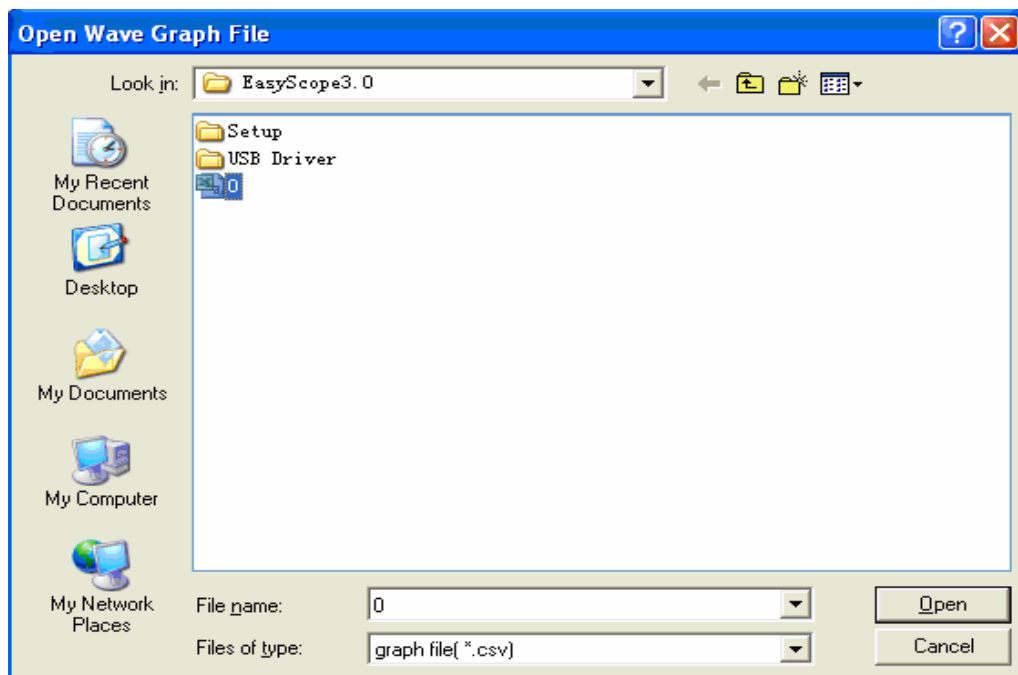 Open Wave Graph File
Look in: EasyScope3.0
Setup
USB Driver
0
My Recent
Documents
Desktop
My Documents
My Computer
My Network
Places
File name: 0 Open
Files of type: graph file( *.csv) Cancel